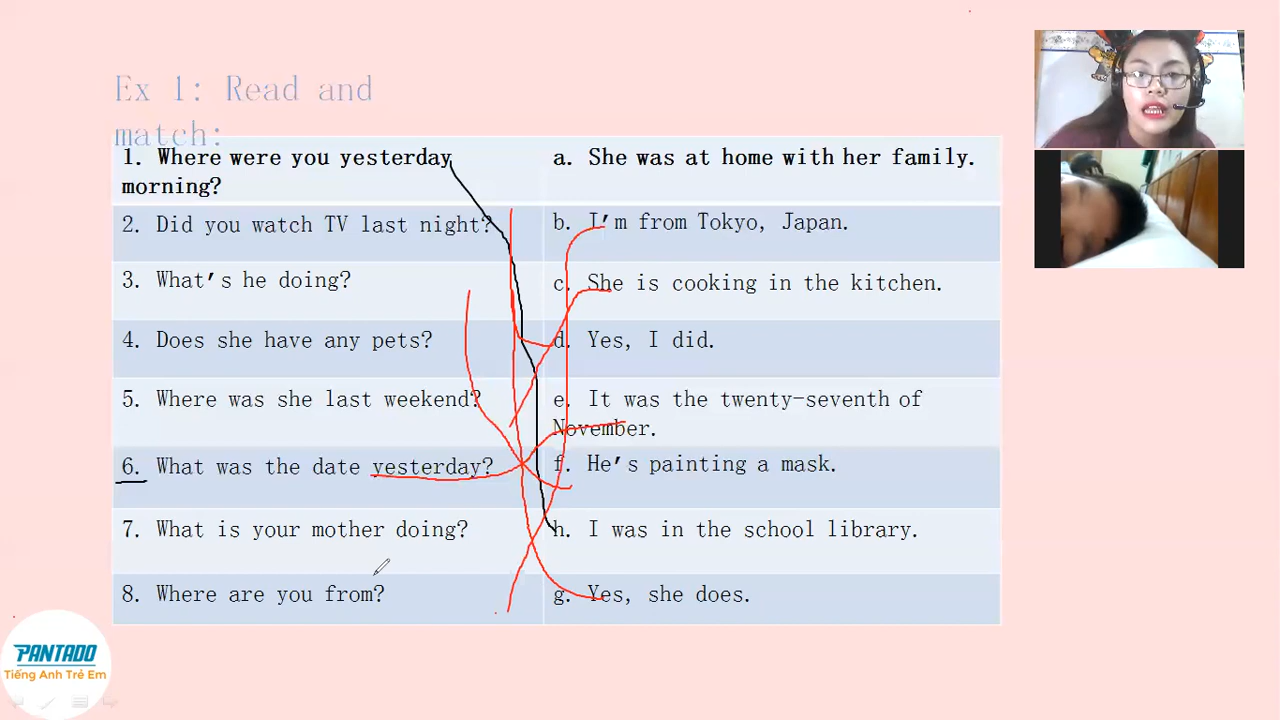 Ex 1: Read and
match:
1. Where were you yesterday
morning?
a. She was at home with her family.
2. Did you watch TV last night?
b. I'm from Tokyo, Japan.
3. What's he doing?
c. She is cooking in the kitchen.
4. Does she have any pets?
d. Yes, I did.
5. Where was she last weekend?
e. It was the twenty-seventh of
November.
6. What was the date yesterday?
f. He's painting a mask.
7. What is your mother doing?
h. I was in the school library.
8. Where are you from?
g. Yes, she does.
PANTADO
Tiếng Anh Trẻ Em